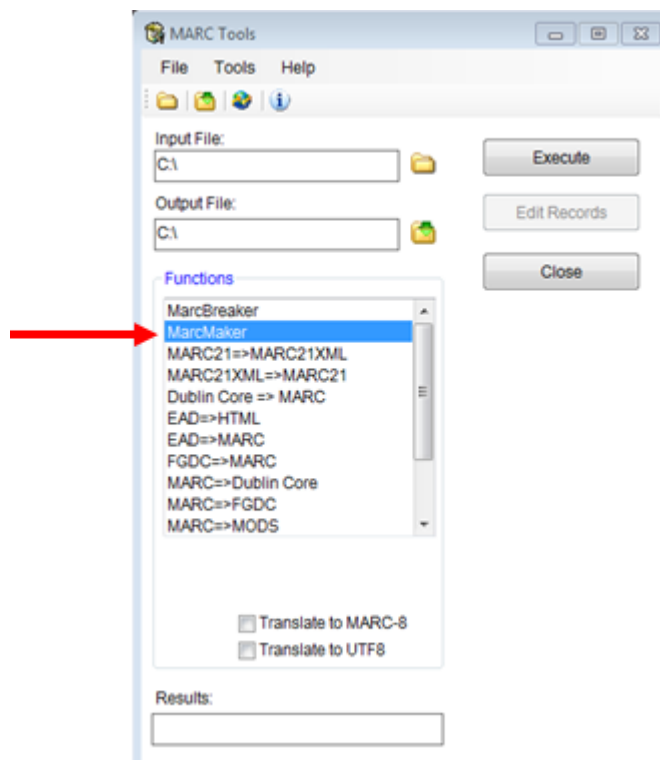 MARC Tools
File Tools Help
Input File:
C:\
Execute
Output File:
C:\
Edit Records
Close
Functions
MarcBreaker
MarcMaker
MARC21=>MARC21XML
MARC21XML=>MARC21
Dublin Core => MARC
EAD=>HTML
EAD=>MARC
FGDC=>MARC
MARC=>Dublin Core
MARC=>FGDC
MARC=>MODS
Translate to MARC-8
Translate to UTF8
Results: